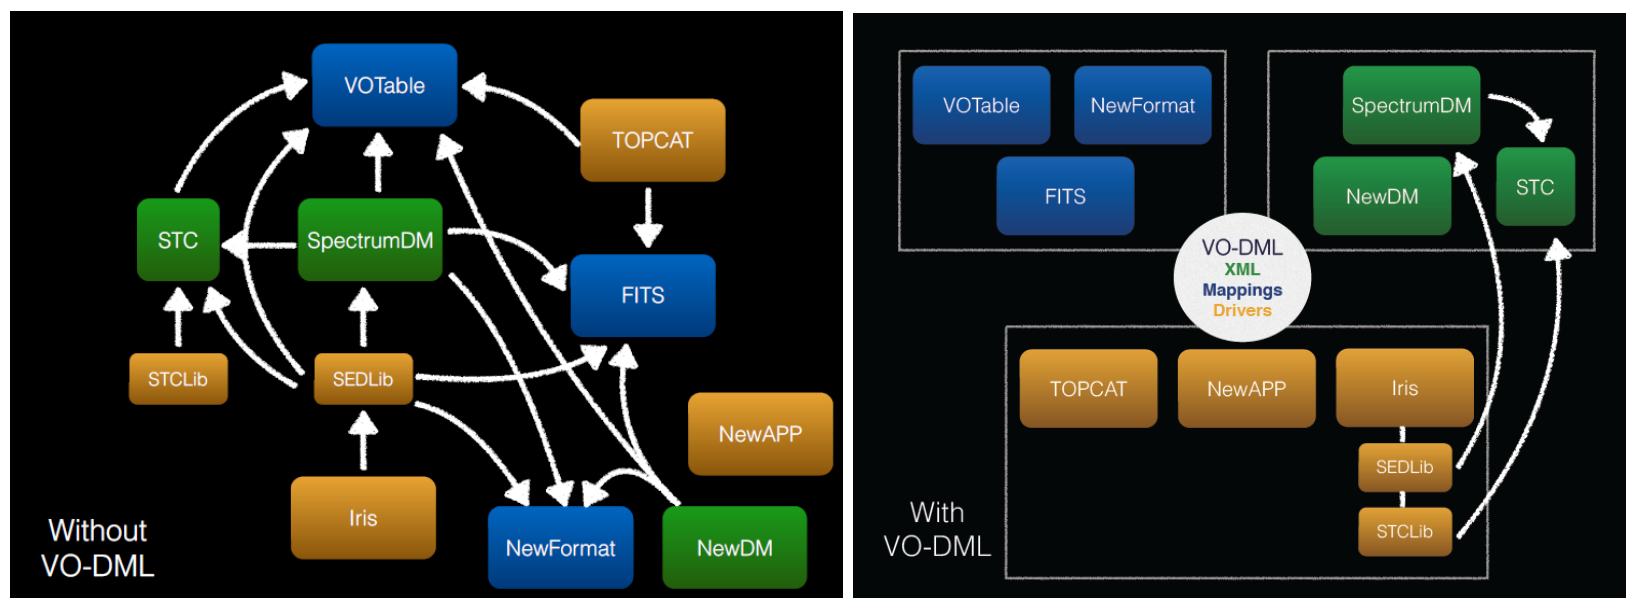 VOTable
TOPCAT
STC
SpectrumDM
FITS
STCLib
SEDLib
NewAPP
Iris
NewFormat
NewDM
Without
VO-DML
VOTable
NewFormat
FITS
SpectrumDM
NewDM
STC
VO-DML
XML
Mappings
Drivers
TOPCAT
NewAPP
Iris
SEDLib
STCLib
With
VO-DML